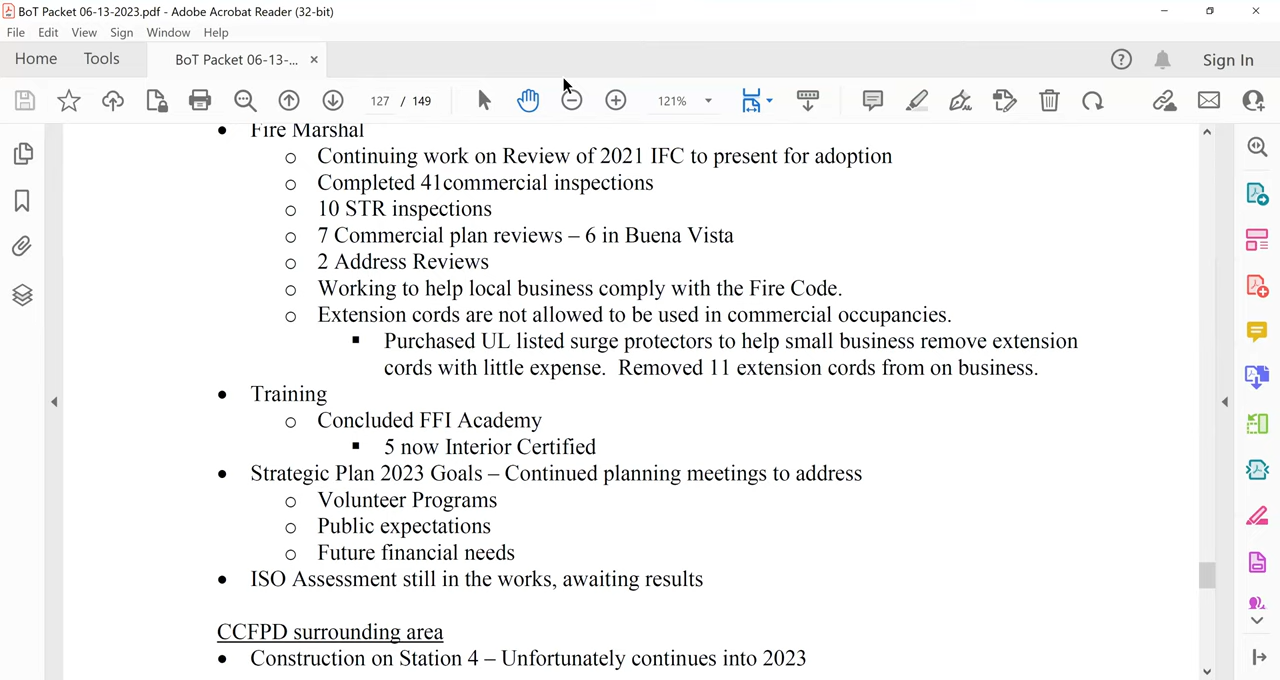 BoT Packet 06-13-2023.pdf - Adobe Acrobat Reader (32-bit)
File Edit View Sign Window Help
Home Tools BoT Packet 06-13-... × Sign In
127 / 149 121%
• Fire Marshal
o Continuing work on Review of 2021 IFC to present for adoption
o Completed 41commercial inspections
o 10 STR inspections
o 7 Commercial plan reviews – 6 in Buena Vista
o 2 Address Reviews
o Working to help local business comply with the Fire Code.
o Extension cords are not allowed to be used in commercial occupancies.
▪ Purchased UL listed surge protectors to help small business remove extension
cords with little expense. Removed 11 extension cords from on business.
• Training
o Concluded FFI Academy
▪ 5 now Interior Certified
• Strategic Plan 2023 Goals – Continued planning meetings to address
o Volunteer Programs
o Public expectations
o Future financial needs
• ISO Assessment still in the works, awaiting results
CCFPD surrounding area
• Construction on Station 4 – Unfortunately continues into 2023